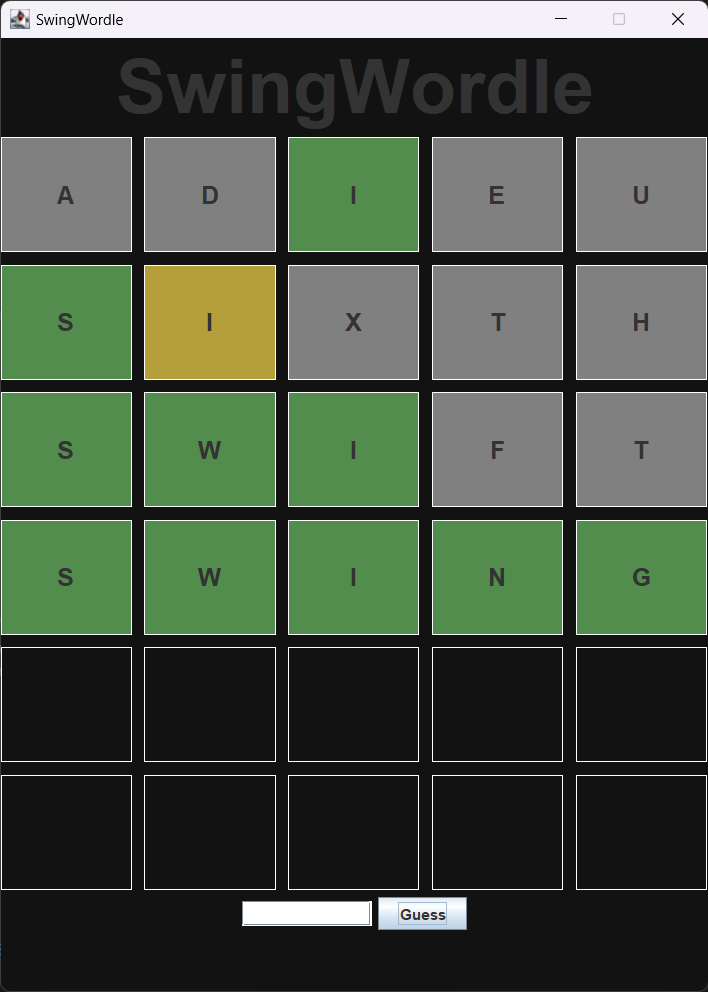 SwingWordle
SwingWordle
A D I E U
S I X T H
S W I F T
S W I N G
Guess